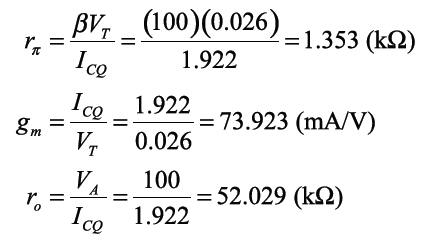 r_π = βV_T / I_CQ = (100)(0.026) / 1.922 = 1.353 (kΩ)
g_m = I_CQ / V_T = 1.922 / 0.026 = 73.923 (mA/V)
r_o = V_A / I_CQ = 100 / 1.922 = 52.029 (kΩ)